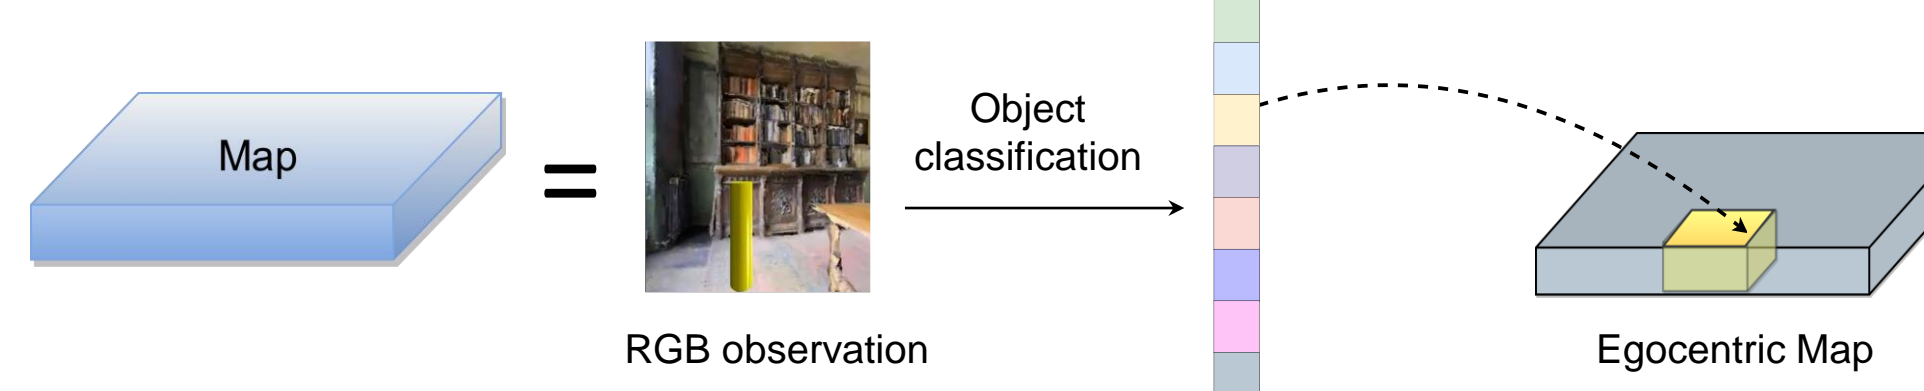 Map
=
Object
classification
RGB observation
Egocentric Map